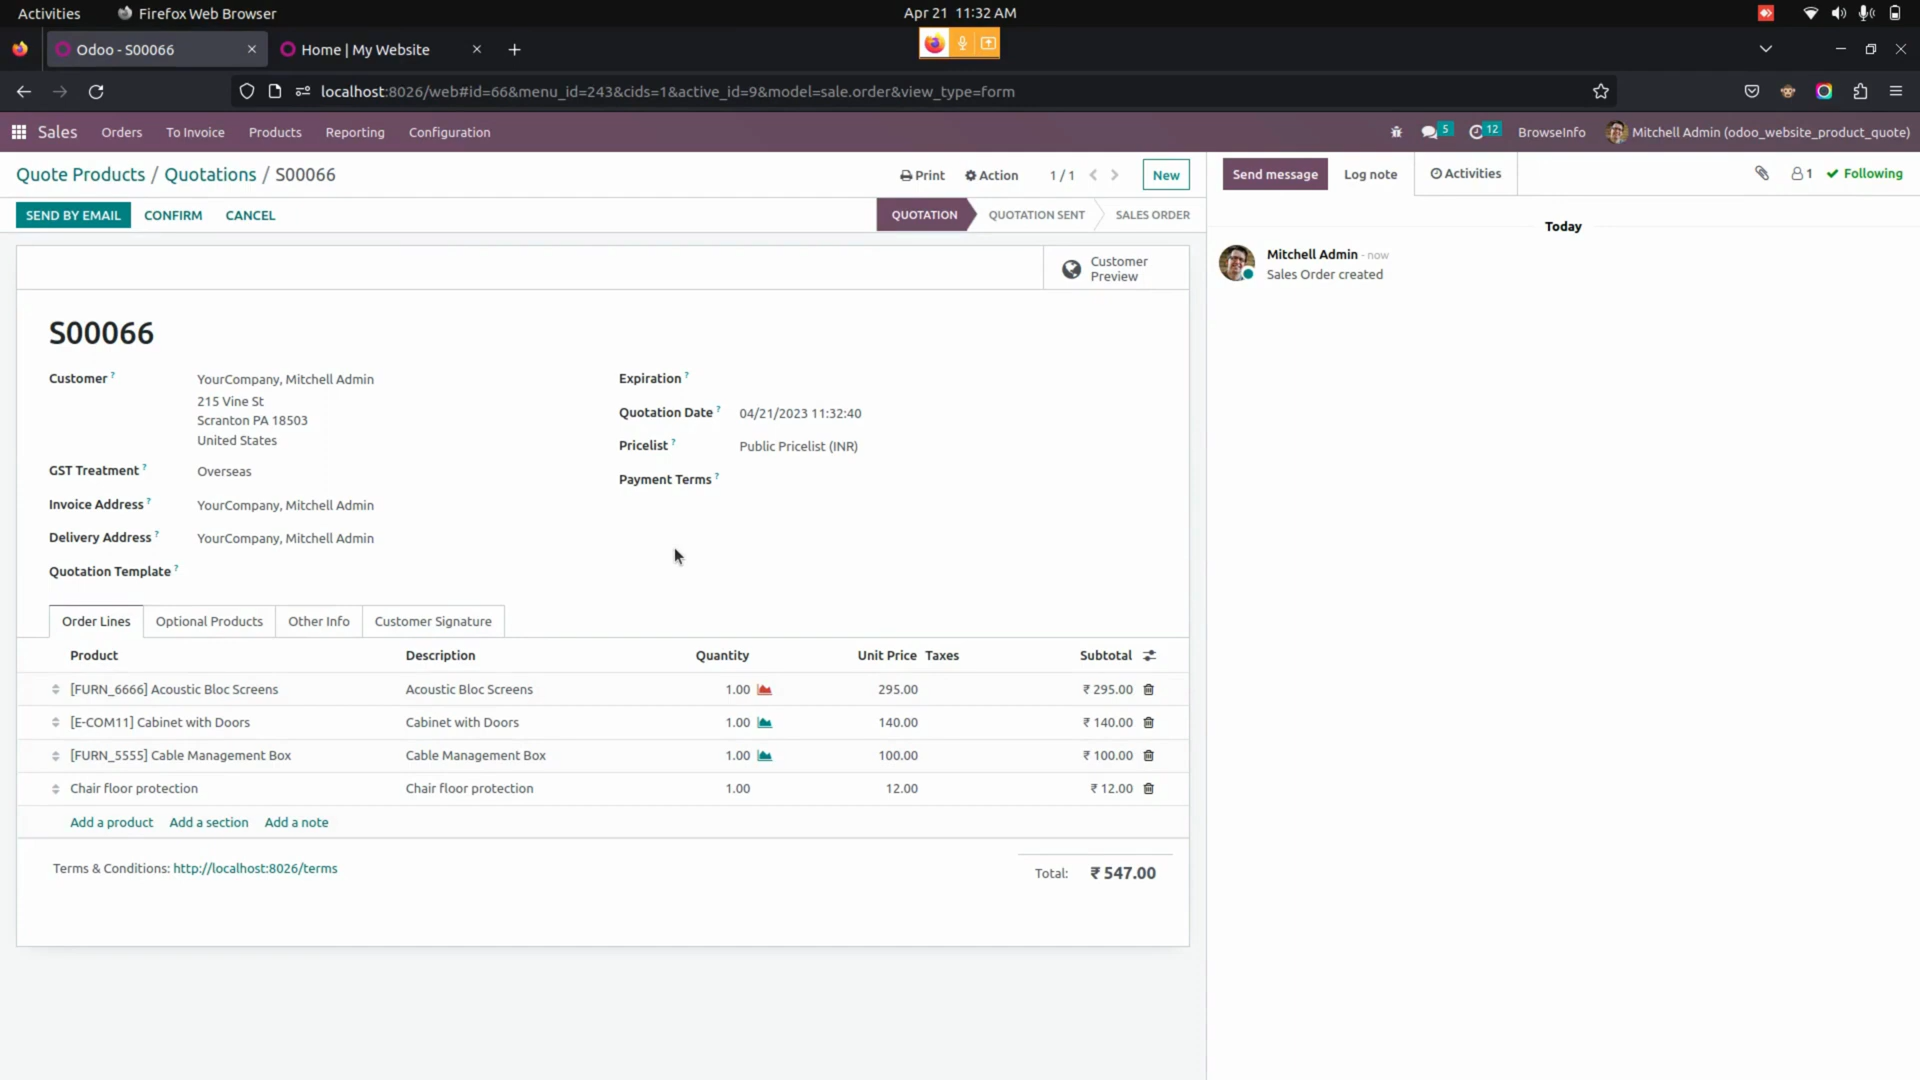 Activities Firefox Web Browser Apr 21 11:32 AM
Odoo - S00066 Home | My Website
localhost:8026/web#id=66&menu_id=243&cids=1&active_id=9&model=sale.order&view_type=form
Sales Orders To Invoice Products Reporting Configuration 5 12 BrowseInfo Mitchell Admin (odoo_website_product_quote)
Quote Products / Quotations / S00066 Print Action 1 / 1 New Send message Log note Activities 1 Following
SEND BY EMAIL CONFIRM CANCEL QUOTATION QUOTATION SENT SALES ORDER
Today
Customer Preview
Mitchell Admin - now
Sales Order created
S00066
Customer ? YourCompany, Mitchell Admin
215 Vine St
Scranton PA 18503
United States
GST Treatment ? Overseas
Invoice Address ? YourCompany, Mitchell Admin
Delivery Address ? YourCompany, Mitchell Admin
Quotation Template ?
Expiration ?
Quotation Date ? 04/21/2023 11:32:40
Pricelist ? Public Pricelist (INR)
Payment Terms ?
Order Lines Optional Products Other Info Customer Signature
Product Description Quantity Unit Price Taxes Subtotal
[FURN_6666] Acoustic Bloc Screens Acoustic Bloc Screens 1.00 295.00 ₹ 295.00
[E-COM11] Cabinet with Doors Cabinet with Doors 1.00 140.00 ₹ 140.00
[FURN_5555] Cable Management Box Cable Management Box 1.00 100.00 ₹ 100.00
Chair floor protection Chair floor protection 1.00 12.00 ₹ 12.00
Add a product Add a section Add a note
Terms & Conditions: http://localhost:8026/terms
Total: ₹ 547.00